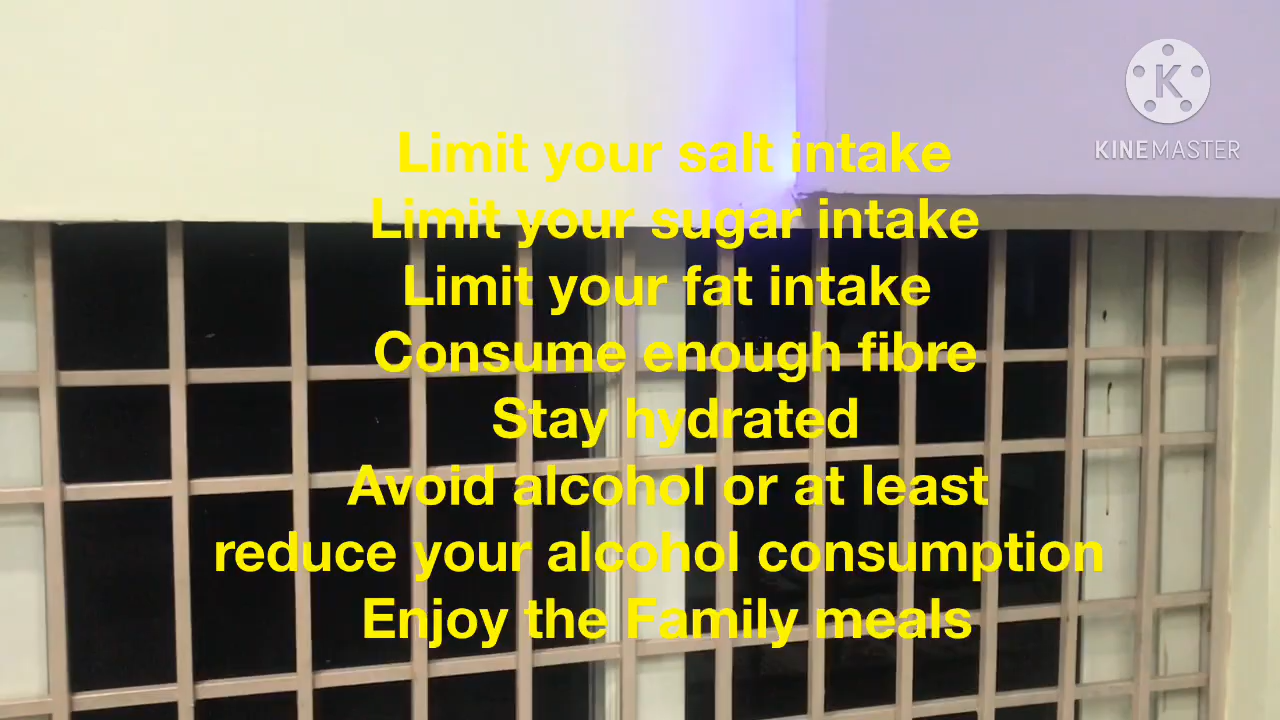 K
KINEMASTER
Limit your salt intake
Limit your sugar intake
Limit your fat intake
Consume enough fibre
Stay hydrated
Avoid alcohol or at least
reduce your alcohol consumption
Enjoy the Family meals